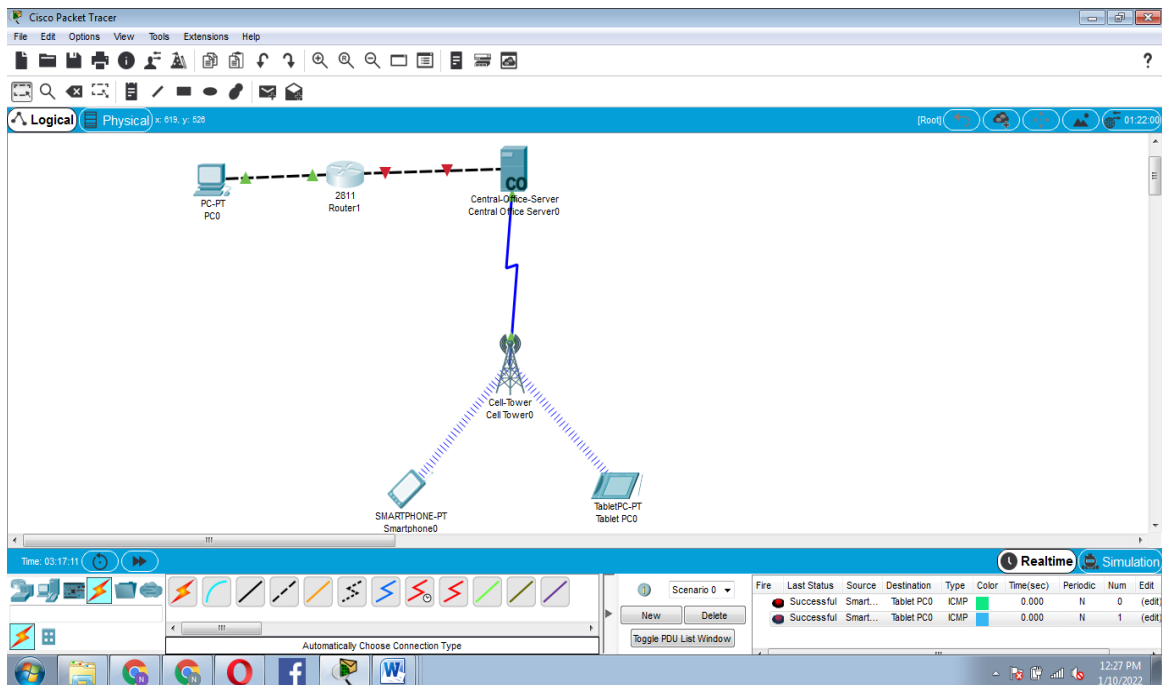 Cisco Packet Tracer
File Edit Options View Tools Extensions Help
?
Logical Physical x: 619, y: 526 [Root] 01:22:00
PC-PT
PC0
2811
Router1
CO
Central-Office-Server
Central Office Server0
Cell-Tower
Cell Tower0
SMARTPHONE-PT
Smartphone0
TabletPC-PT
Tablet PC0
Time: 03:17:11 Realtime Simulation
Scenario 0
New Delete
Toggle PDU List Window
Automatically Choose Connection Type
Fire Last Status Source Destination Type Color Time(sec) Periodic Num Edit
Successful Smart... Tablet PC0 ICMP 0.000 N 0 (edit)
Successful Smart... Tablet PC0 ICMP 0.000 N 1 (edit)
12:27 PM
1/10/2022